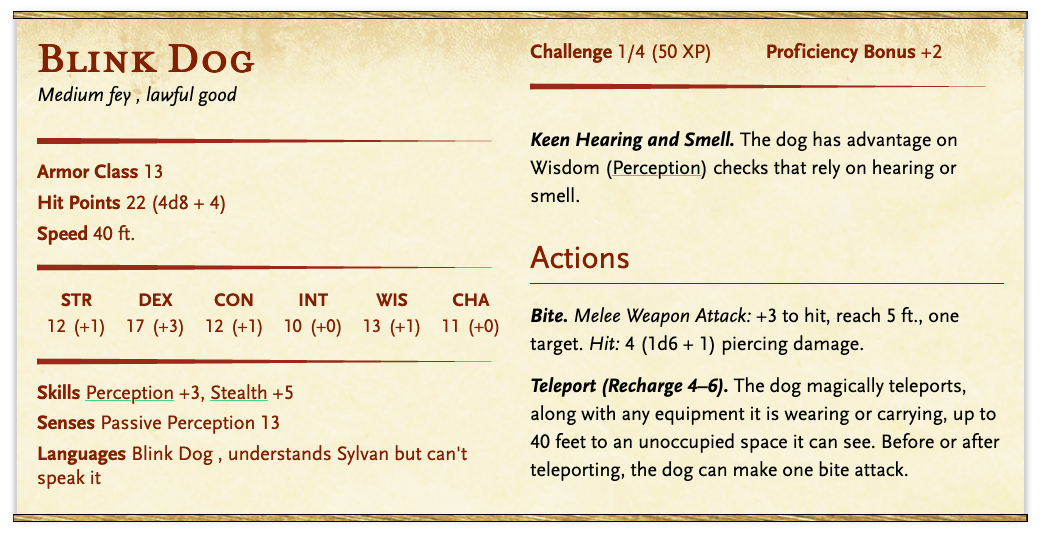 Blink Dog
Medium fey , lawful good
Armor Class 13
Hit Points 22 (4d8 + 4)
Speed 40 ft.
STR DEX CON INT WIS CHA
12 (+1) 17 (+3) 12 (+1) 10 (+0) 13 (+1) 11 (+0)
Skills Perception +3, Stealth +5
Senses Passive Perception 13
Languages Blink Dog , understands Sylvan but can't
speak it
Challenge 1/4 (50 XP) Proficiency Bonus +2
Keen Hearing and Smell. The dog has advantage on
Wisdom (Perception) checks that rely on hearing or
smell.
Actions
Bite. Melee Weapon Attack: +3 to hit, reach 5 ft., one
target. Hit: 4 (1d6 + 1) piercing damage.
Teleport (Recharge 4–6). The dog magically teleports,
along with any equipment it is wearing or carrying, up to
40 feet to an unoccupied space it can see. Before or after
teleporting, the dog can make one bite attack.